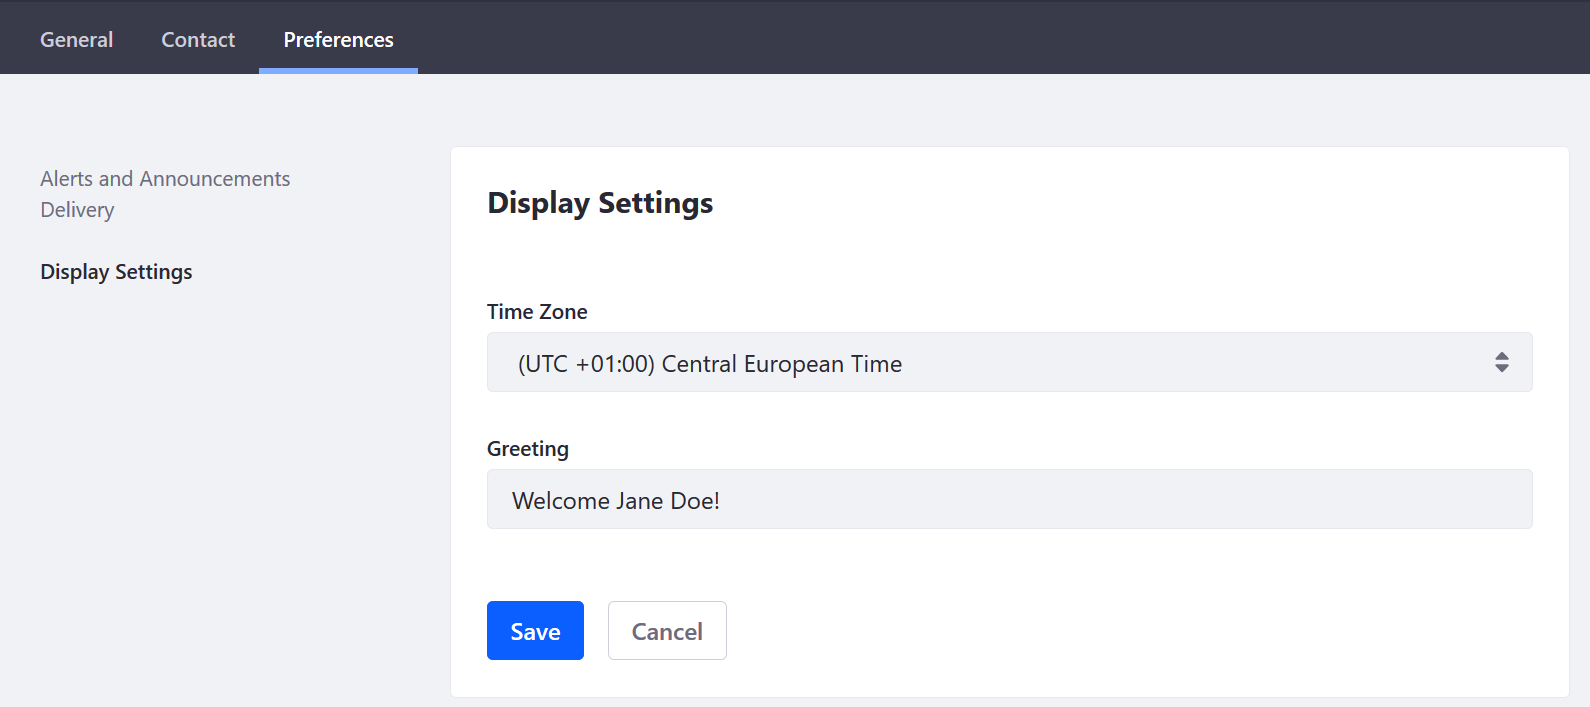 General Contact Preferences
Alerts and Announcements
Delivery
Display Settings
Display Settings
Time Zone
(UTC +01:00) Central European Time
Greeting
Welcome Jane Doe!
Save Cancel